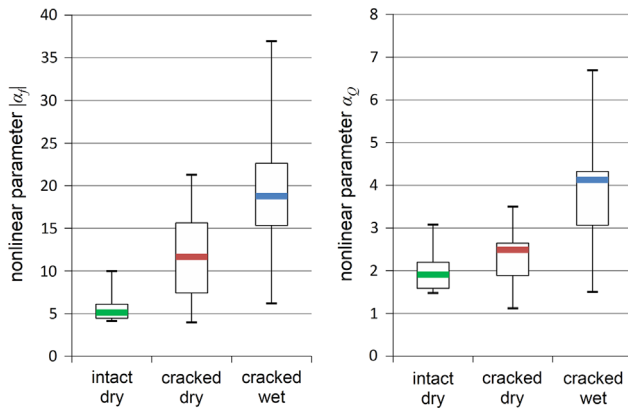 nonlinear parameter |αf|
40
35
30
25
20
15
10
5
0
intact dry
cracked dry
cracked wet
nonlinear parameter αQ
8
7
6
5
4
3
2
1
0
intact dry
cracked dry
cracked wet